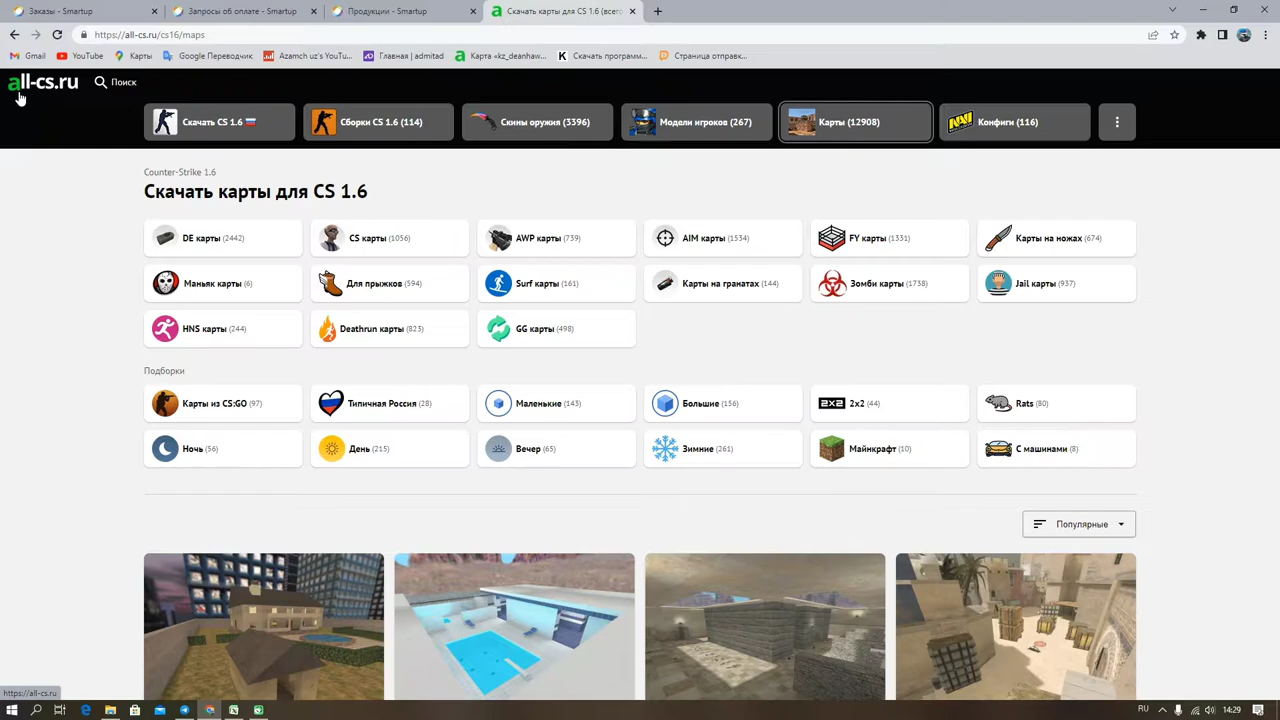 Заказы - Smartup
Запросы об оплате - Smartup
Продукции - Smartup
Скачать карты для CS 1.6 (всего
https://all-cs.ru/cs16/maps
Gmail
YouTube
Карты
Google Переводчик
Azamch uz's YouTu...
Главная | admitad
Карта «kz_deanhaw...
Скачать программ...
Страница отправк...
all-cs.ru
Поиск
Скачать CS 1.6
Сборки CS 1.6 (114)
Скины оружия (3396)
Модели игроков (267)
Карты (12908)
NAVI
Конфиги (116)
Counter-Strike 1.6
Скачать карты для CS 1.6
DE карты (2442)
CS карты (1056)
AWP карты (739)
AIM карты (1534)
FY карты (1331)
Карты на ножах (674)
Маньяк карты (6)
Для прыжков (594)
Surf карты (161)
Карты на гранатах (144)
Зомби карты (1738)
Jail карты (937)
HNS карты (244)
Deathrun карты (823)
GG карты (498)
Подборки
Карты из CS:GO (97)
Типичная Россия (28)
Маленькие (143)
Большие (156)
2x2
2x2 (44)
Rats (80)
Ночь (56)
День (215)
Вечер (65)
Зимние (261)
Майнкрафт (10)
С машинами (8)
Популярные
https://all-cs.ru
RU
14:29